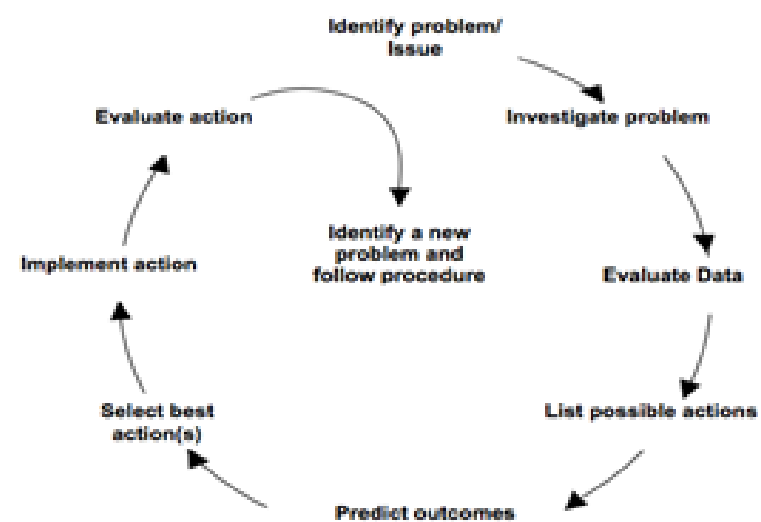 Identify problem/
Issue
Investigate problem
Evaluate Data
List possible actions
Predict outcomes
Select best
action(s)
Implement action
Evaluate action
Identify a new
problem and
follow procedure